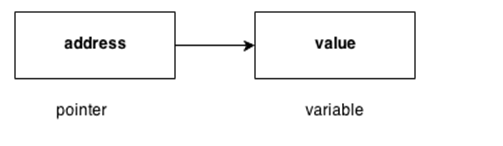 address value
pointer variable